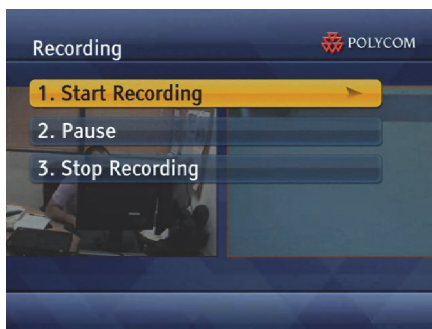 Recording
POLYCOM
1. Start Recording
2. Pause
3. Stop Recording